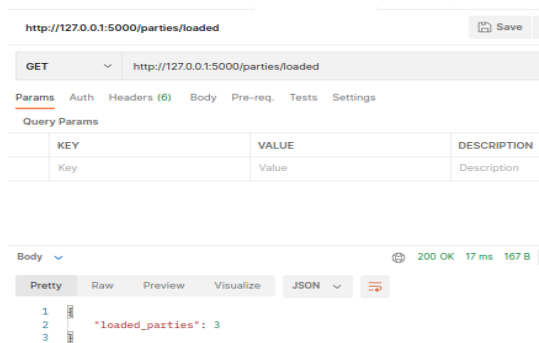 http://127.0.0.1:5000/parties/loaded Save
GET http://127.0.0.1:5000/parties/loaded
Params Auth Headers (6) Body Pre-req. Tests Settings
Query Params
KEY VALUE DESCRIPTION
Key Value Description
Body 200 OK 17 ms 167 B
Pretty Raw Preview Visualize JSON
1 {
2 "loaded_parties": 3
3 }